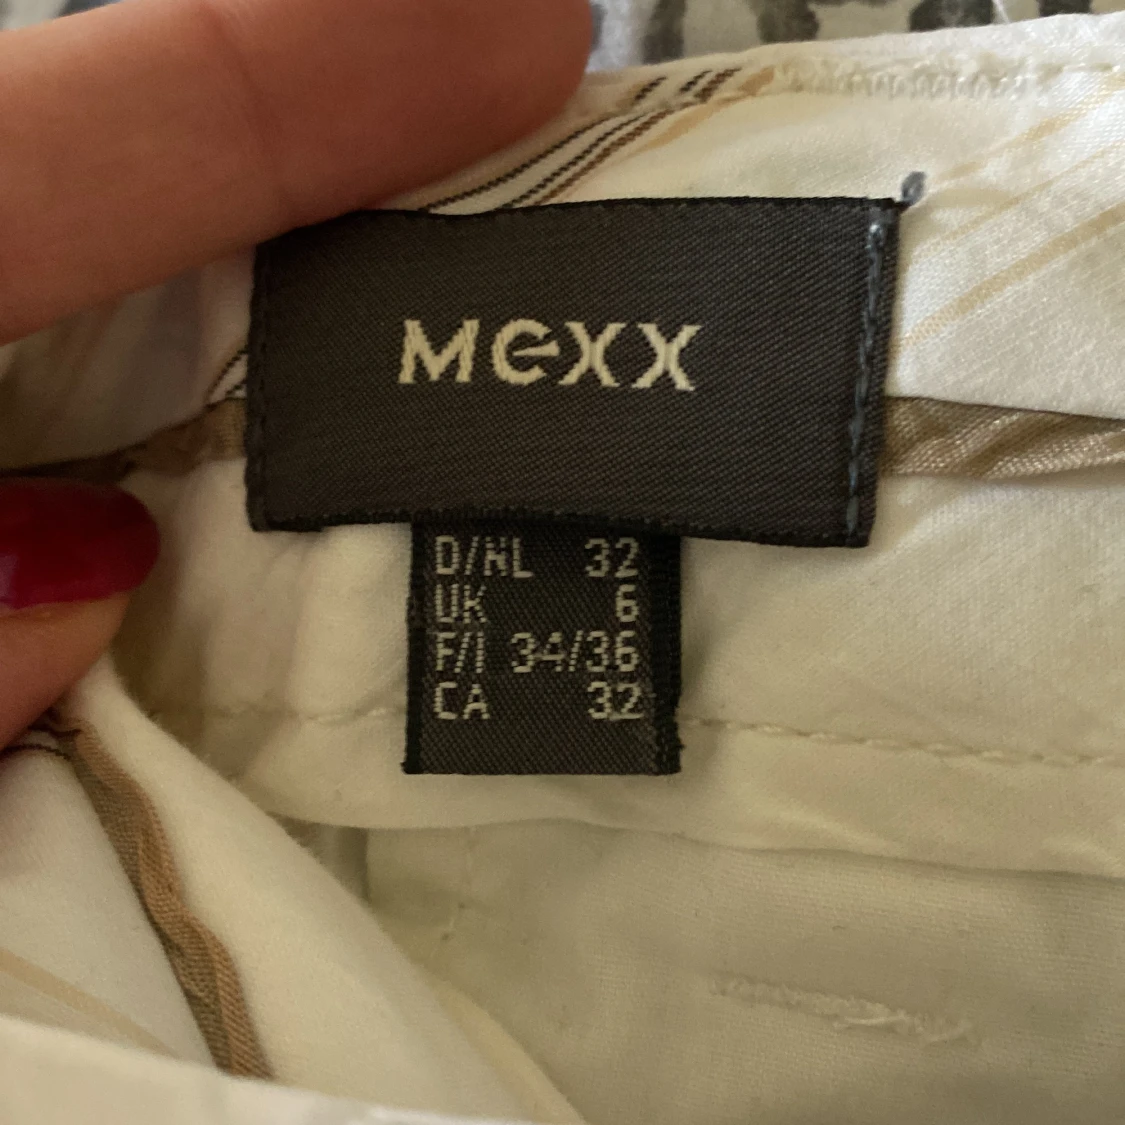 Mexx
D/NL 32
UK 6
F/I 34/36
CA 32